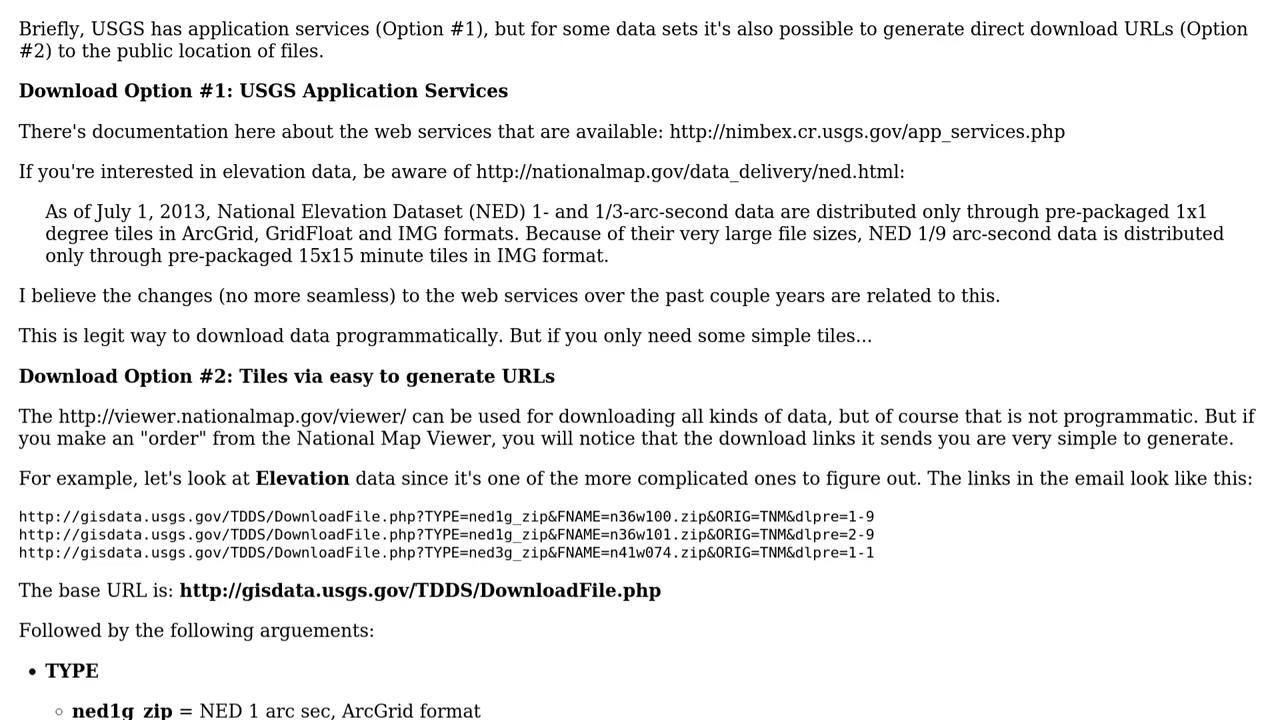 Briefly, USGS has application services (Option #1), but for some data sets it's also possible to generate direct download URLs (Option
#2) to the public location of files.
Download Option #1: USGS Application Services
There's documentation here about the web services that are available: http://nimbex.cr.usgs.gov/app_services.php
If you're interested in elevation data, be aware of http://nationalmap.gov/data_delivery/ned.html:
As of July 1, 2013, National Elevation Dataset (NED) 1- and 1/3-arc-second data are distributed only through pre-packaged 1x1
degree tiles in ArcGrid, GridFloat and IMG formats. Because of their very large file sizes, NED 1/9 arc-second data is distributed
only through pre-packaged 15x15 minute tiles in IMG format.
I believe the changes (no more seamless) to the web services over the past couple years are related to this.
This is legit way to download data programmatically. But if you only need some simple tiles...
Download Option #2: Tiles via easy to generate URLs
The http://viewer.nationalmap.gov/viewer/ can be used for downloading all kinds of data, but of course that is not programmatic. But if
you make an "order" from the National Map Viewer, you will notice that the download links it sends you are very simple to generate.
For example, let's look at Elevation data since it's one of the more complicated ones to figure out. The links in the email look like this:
http://gisdata.usgs.gov/TDDS/DownloadFile.php?TYPE=ned1g_zip&FNAME=n36w100.zip&ORIG=TNM&dlpre=1-9
http://gisdata.usgs.gov/TDDS/DownloadFile.php?TYPE=ned1g_zip&FNAME=n36w101.zip&ORIG=TNM&dlpre=2-9
http://gisdata.usgs.gov/TDDS/DownloadFile.php?TYPE=ned3g_zip&FNAME=n41w074.zip&ORIG=TNM&dlpre=1-1
The base URL is: http://gisdata.usgs.gov/TDDS/DownloadFile.php
Followed by the following arguements:
• TYPE
◦ ned1g_zip = NED 1 arc sec, ArcGrid format